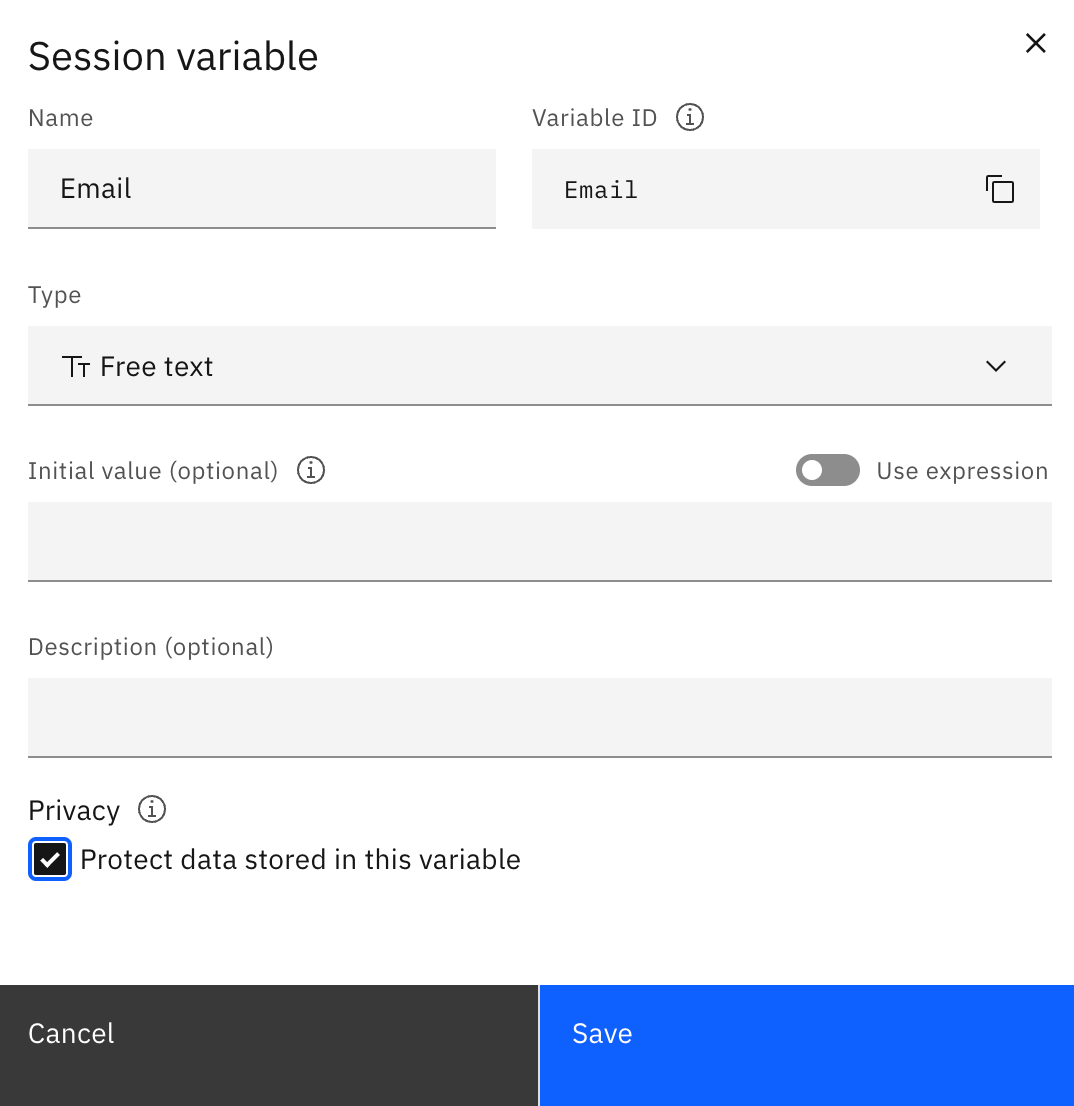 Session variable
Name
Variable ID
Email
Email
Type
Free text
Initial value (optional)
Use expression
Description (optional)
Privacy
Protect data stored in this variable
Cancel
Save